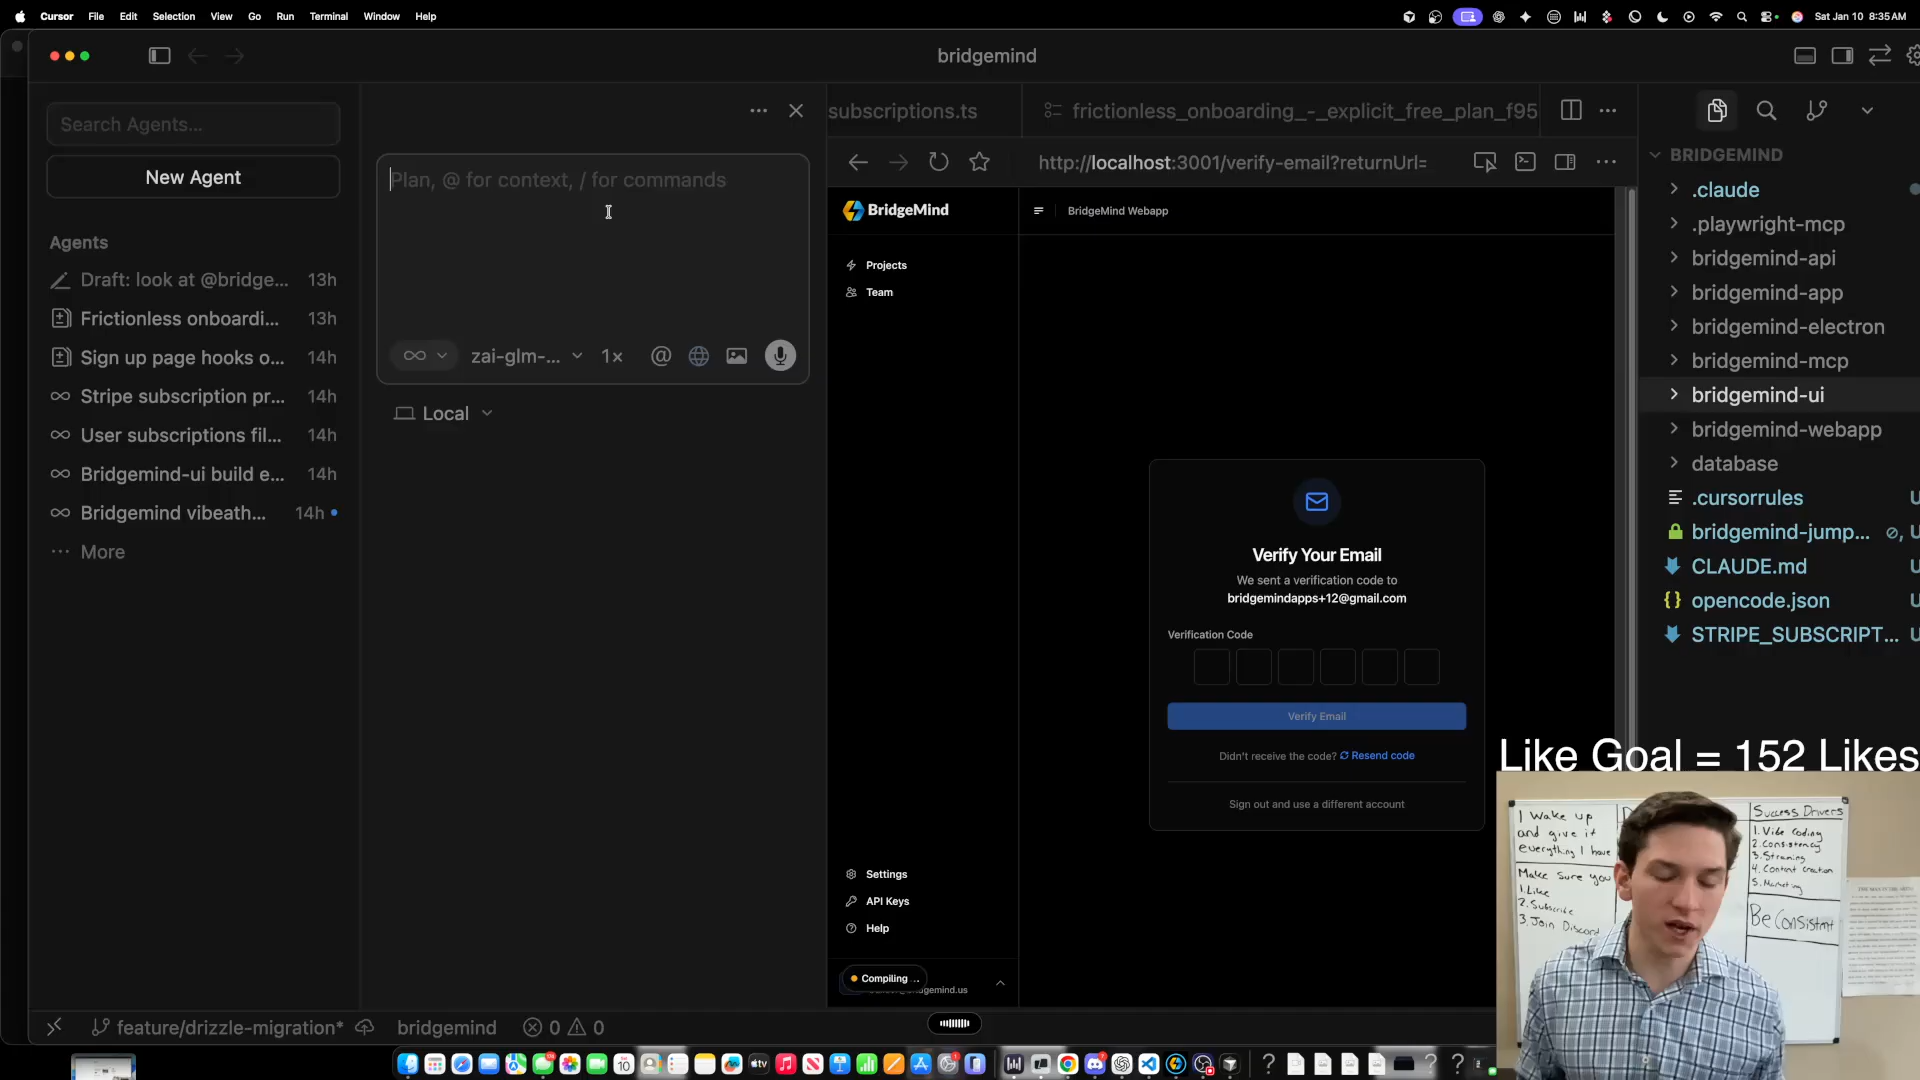 Cursor File Edit Selection View Go Run Terminal Window Help
Sat Jan 10 8:35 AM
bridgemind
Search Agents...
New Agent
Agents
Draft: look at @bridge... 13h
Frictionless onboardi... 13h
Sign up page hooks o... 14h
Stripe subscription pr... 14h
User subscriptions fil... 14h
Bridgemind-ui build e... 14h
Bridgemind vibeath... 14h
More
Plan, @ for context, / for commands
zai-glm-... 1×
Local
subscriptions.ts
frictionless_onboarding_-_explicit_free_plan_f95
http://localhost:3001/verify-email?returnUrl=
BridgeMind
BridgeMind Webapp
Projects
Team
Verify Your Email
We sent a verification code to
bridgemindapps+12@gmail.com
Verification Code
Verify Email
Didn't receive the code? Resend code
Sign out and use a different account
Settings
API Keys
Help
Compiling ...
gemind.us
BRIDGEMIND
.claude
.playwright-mcp
bridgemind-api
bridgemind-app
bridgemind-electron
bridgemind-mcp
bridgemind-ui
bridgemind-webapp
database
.cursorrules U
bridgemind-jump... U
CLAUDE.md U
opencode.json U
STRIPE_SUBSCRIPT... U
Like Goal = 152 Likes
I Wake up
and give it
everything I have
Make sure you
1. Like
2. Subscribe
3. Join Discord
Success Drivers
1. Vibe Coding
2. Consistency
3. Streaming
4. Content Creation
5. Marketing
Be Consistent
feature/drizzle-migration* bridgemind 0 0